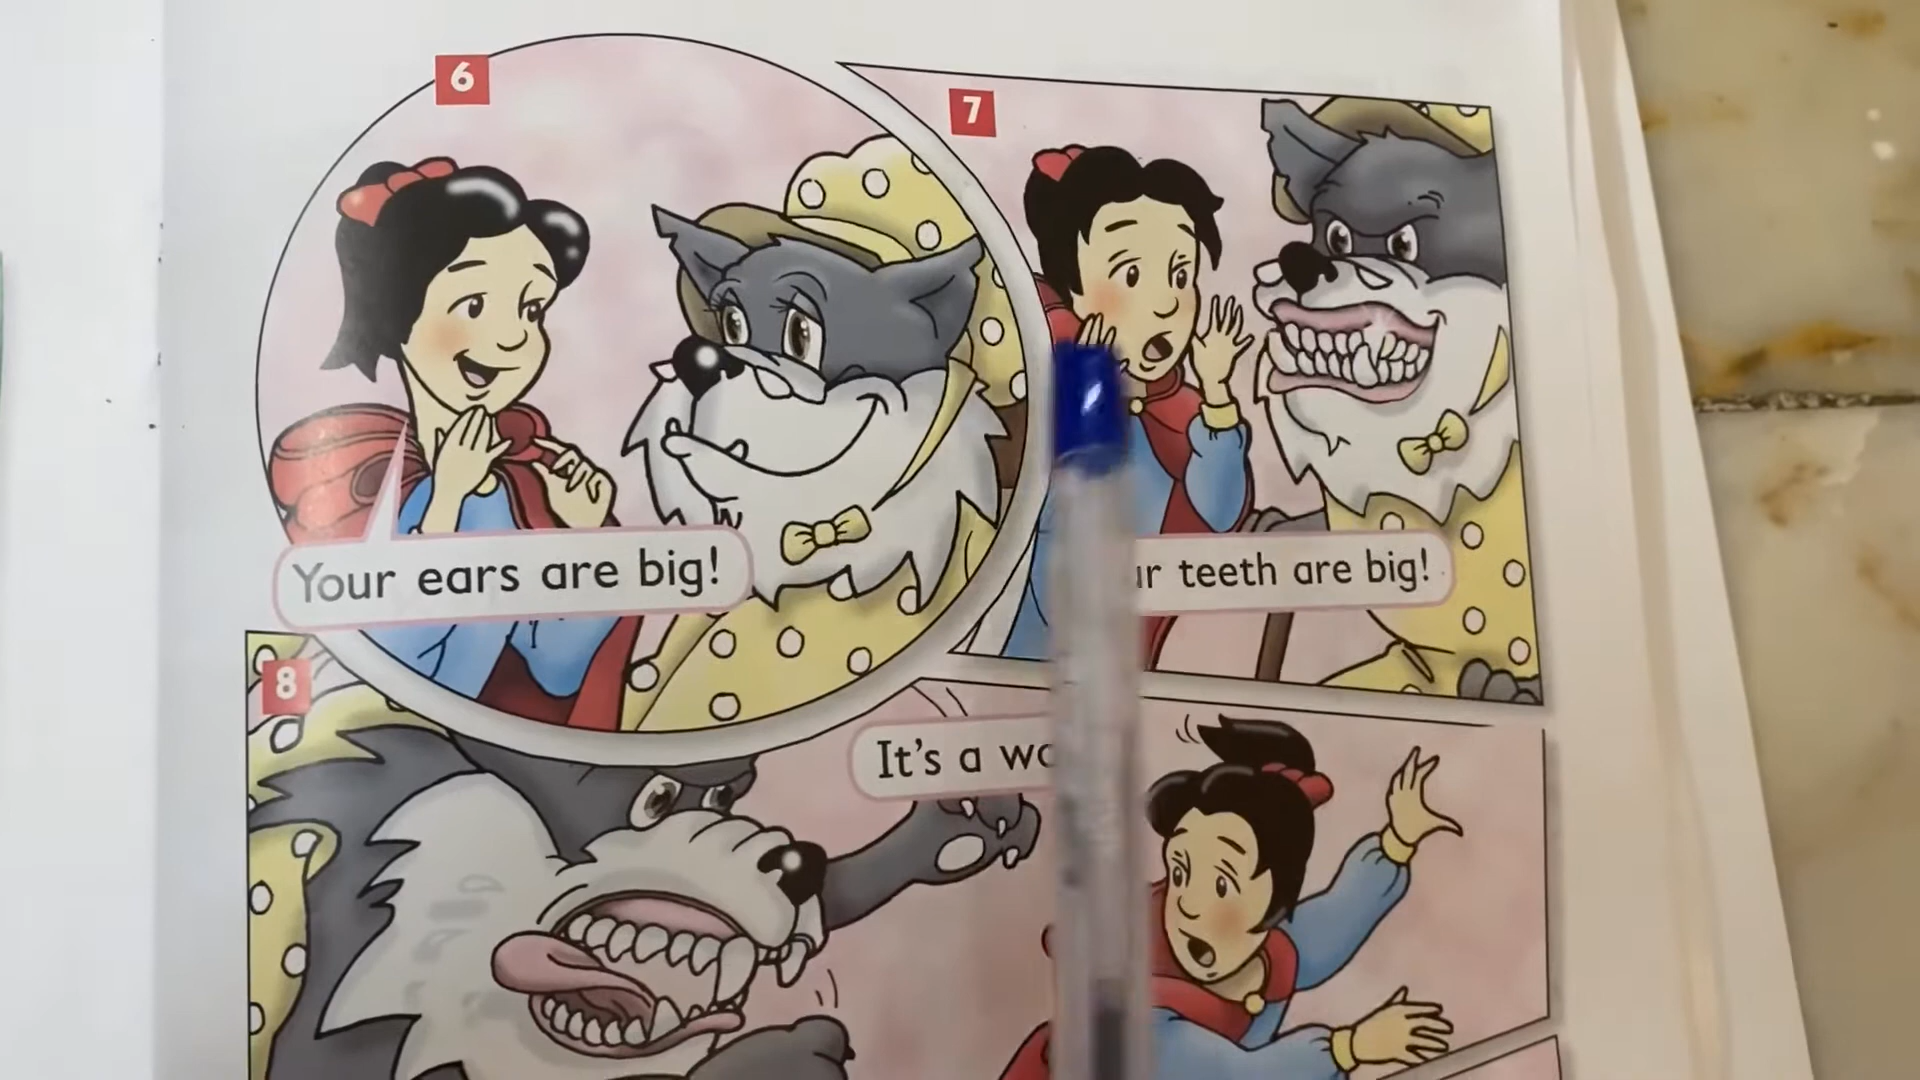 6
Your ears are big!
7
teeth are big!
8
It's a